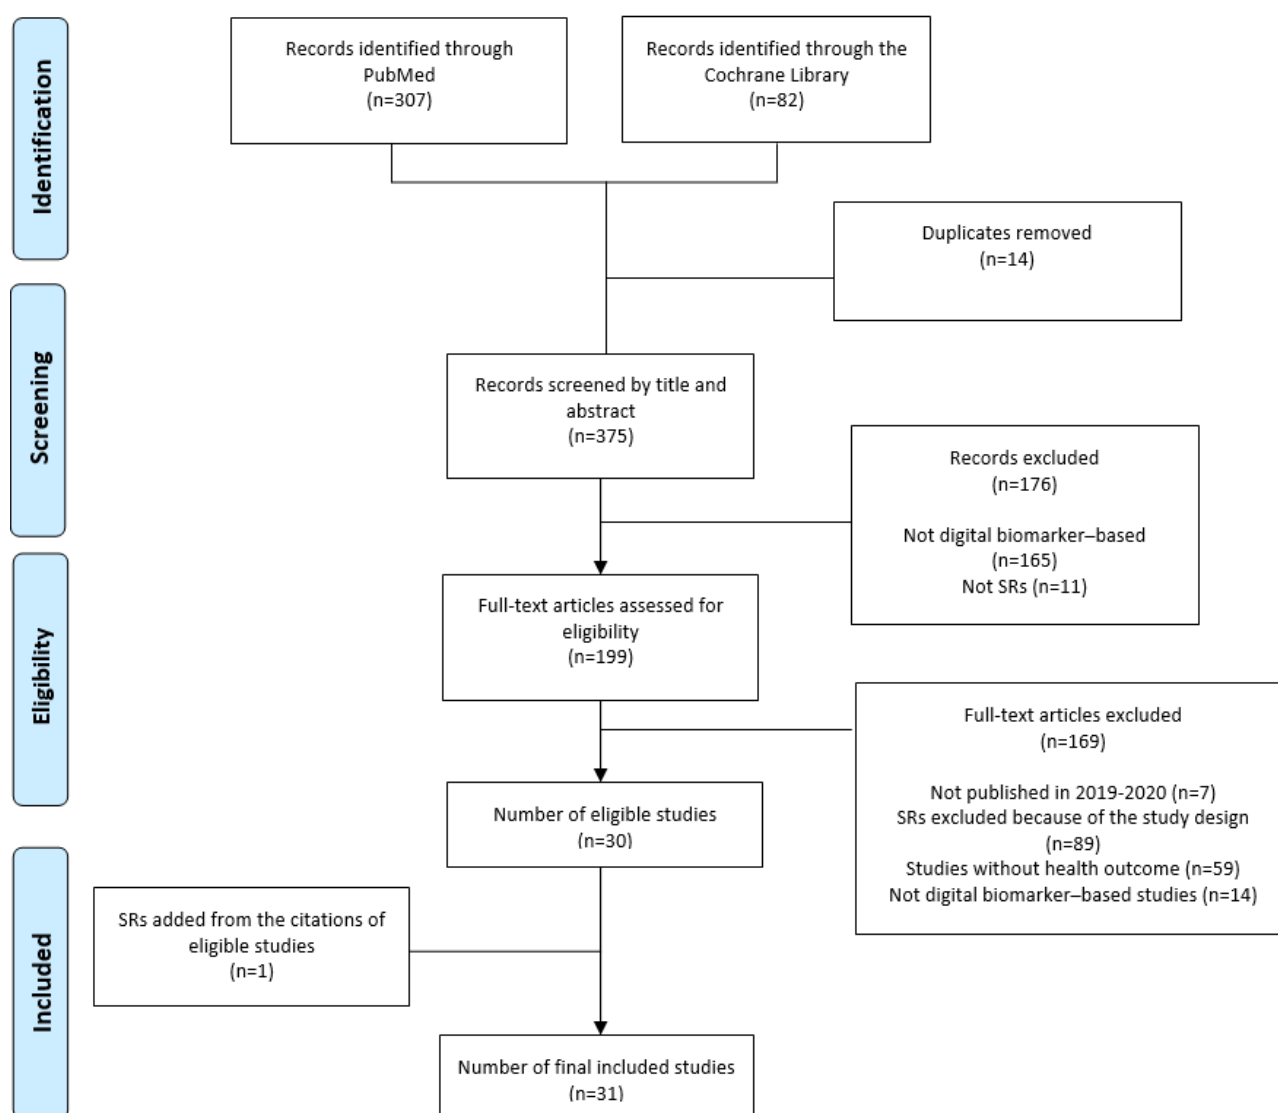 Identification
Records identified through
PubMed
(n=307)
Records identified through the
Cochrane Library
(n=82)
Duplicates removed
(n=14)
Screening
Records screened by title and
abstract
(n=375)
Records excluded
(n=176)
Not digital biomarker–based
(n=165)
Not SRs (n=11)
Eligibility
Full-text articles assessed for
eligibility
(n=199)
Full-text articles excluded
(n=169)
Not published in 2019-2020 (n=7)
SRs excluded because of the study design
(n=89)
Studies without health outcome (n=59)
Not digital biomarker–based studies (n=14)
Number of eligible studies
(n=30)
Included
SRs added from the citations of
eligible studies
(n=1)
Number of final included studies
(n=31)